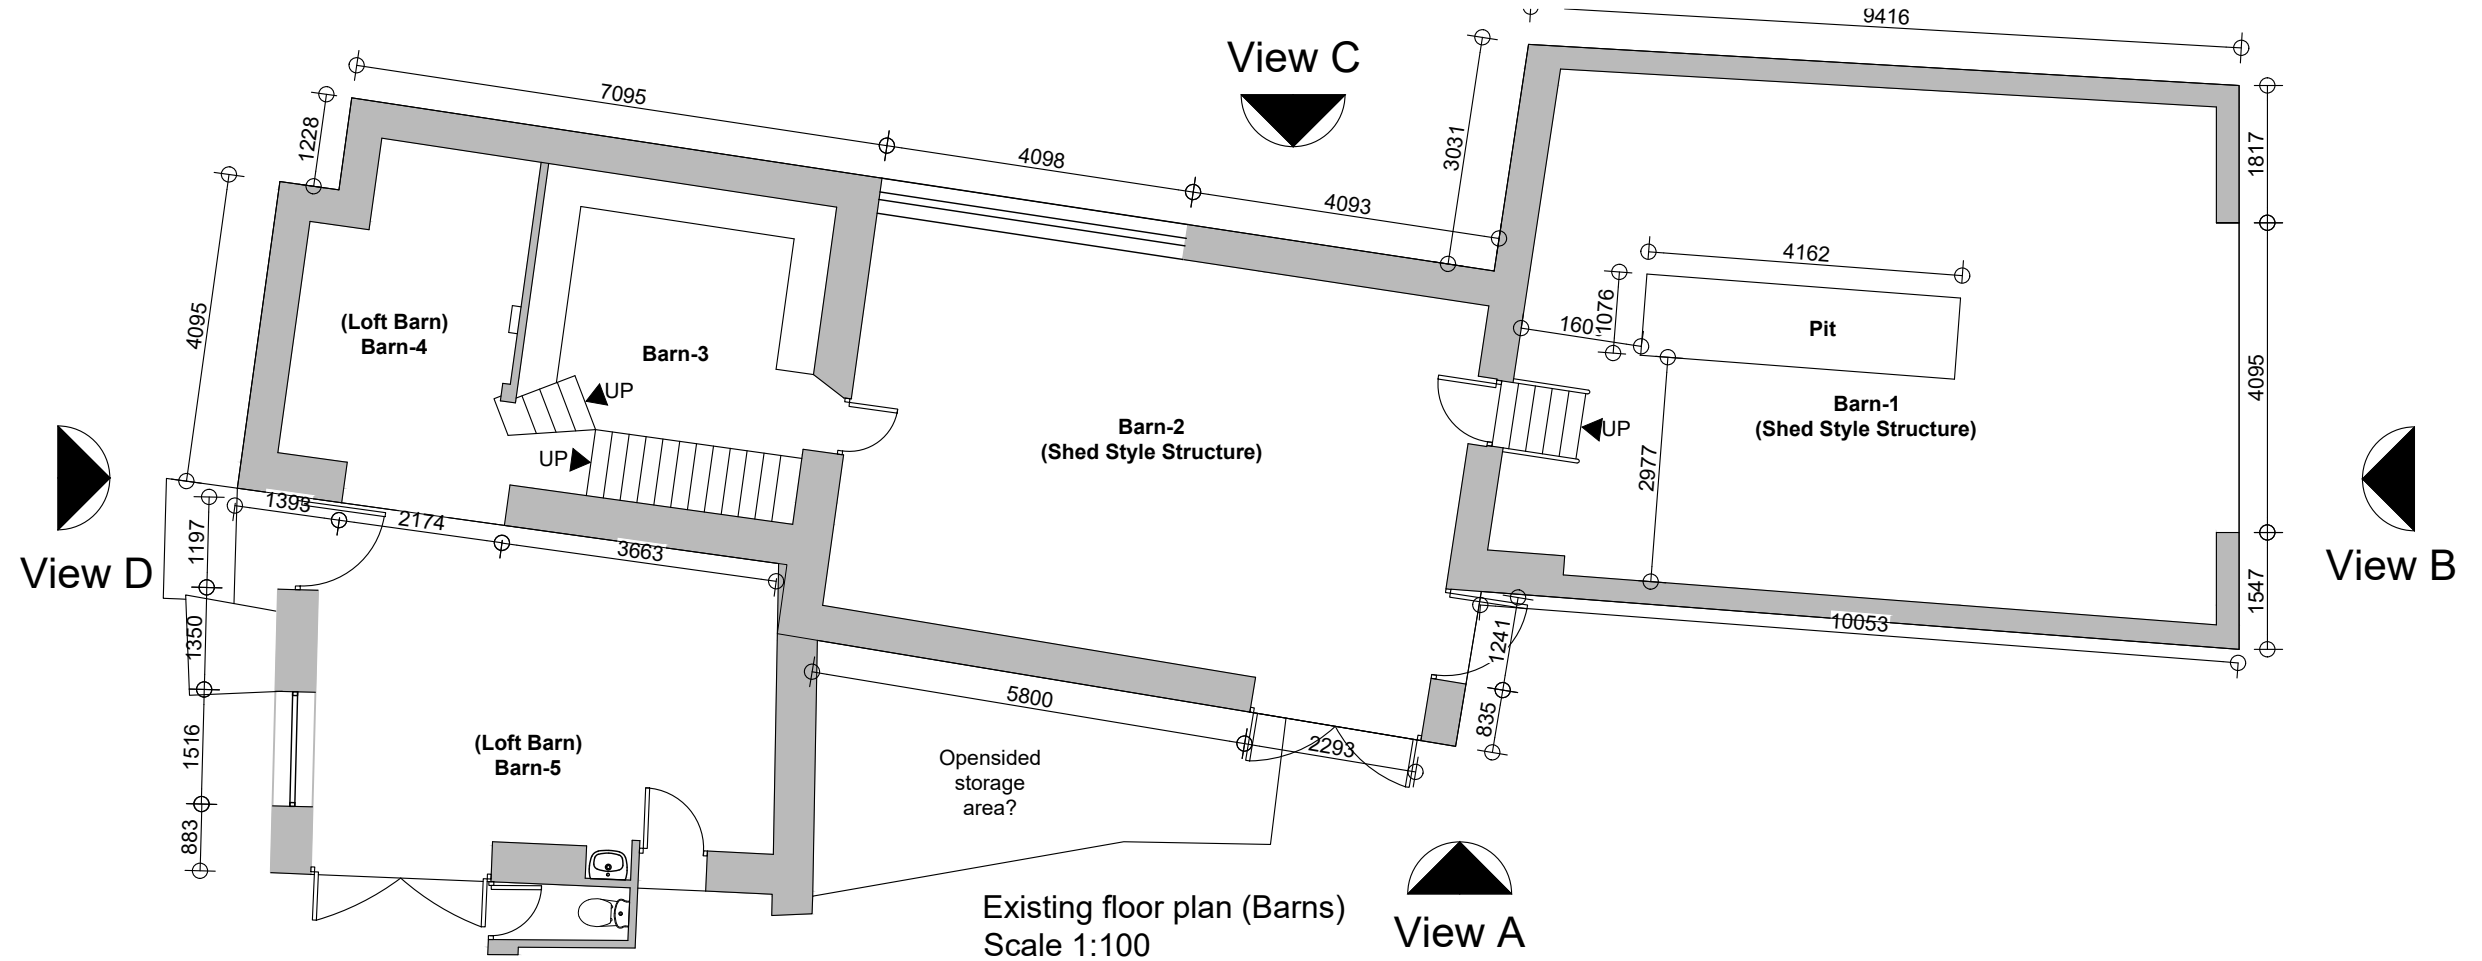 9416
View C
7095
1228
4098
3031
4093
1817
4162
1076
160
4095
(Loft Barn)
Barn-4
Barn-3
Pit
UP
Barn-2
(Shed Style Structure)
Barn-1
(Shed Style Structure)
4095
UP
UP
2977
View D
View B
1393
2174
3663
1197
1350
1241
10053
1547
5800
835
2293
1516
(Loft Barn)
Barn-5
Opensided
storage
area?
883
Existing floor plan (Barns)
Scale 1:100
View A